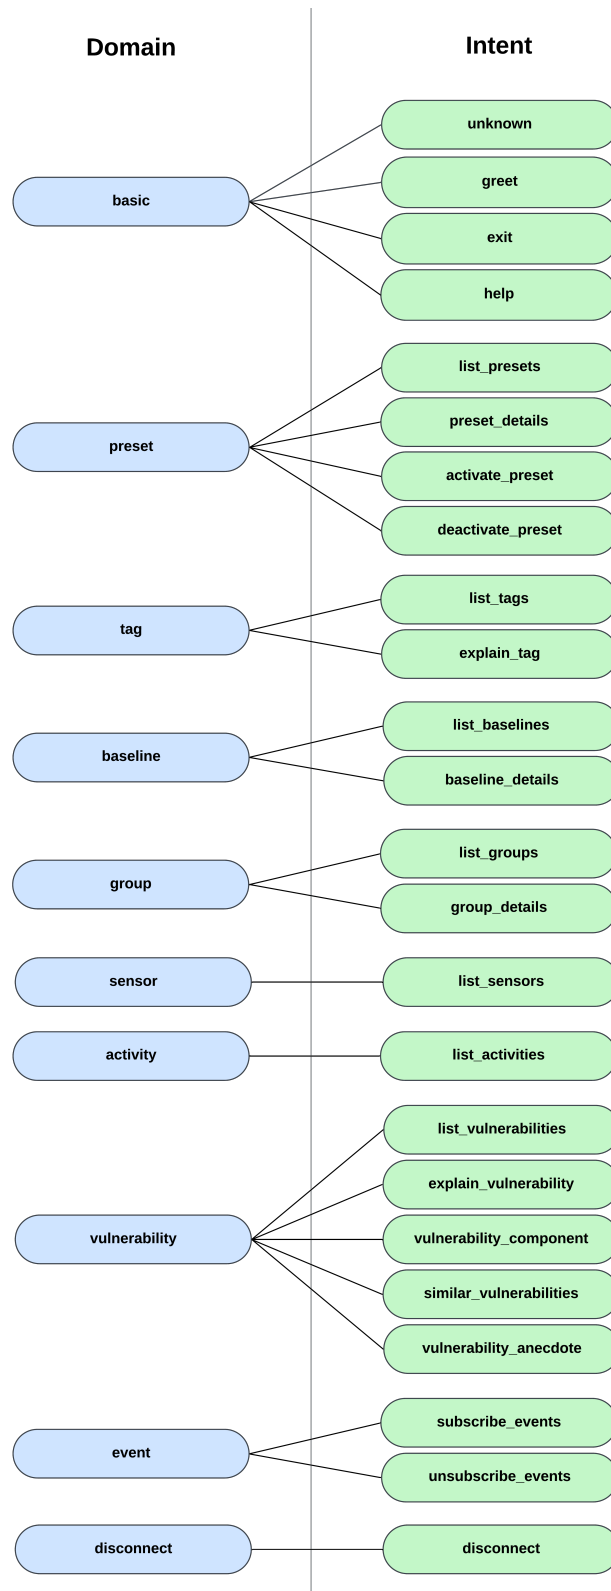 Domain
Intent
basic
unknown
greet
exit
help
preset
list_presets
preset_details
activate_preset
deactivate_preset
tag
list_tags
explain_tag
baseline
list_baselines
baseline_details
group
list_groups
group_details
sensor
list_sensors
activity
list_activities
vulnerability
list_vulnerabilities
explain_vulnerability
vulnerability_component
similar_vulnerabilities
vulnerability_anecdote
event
subscribe_events
unsubscribe_events
disconnect
disconnect